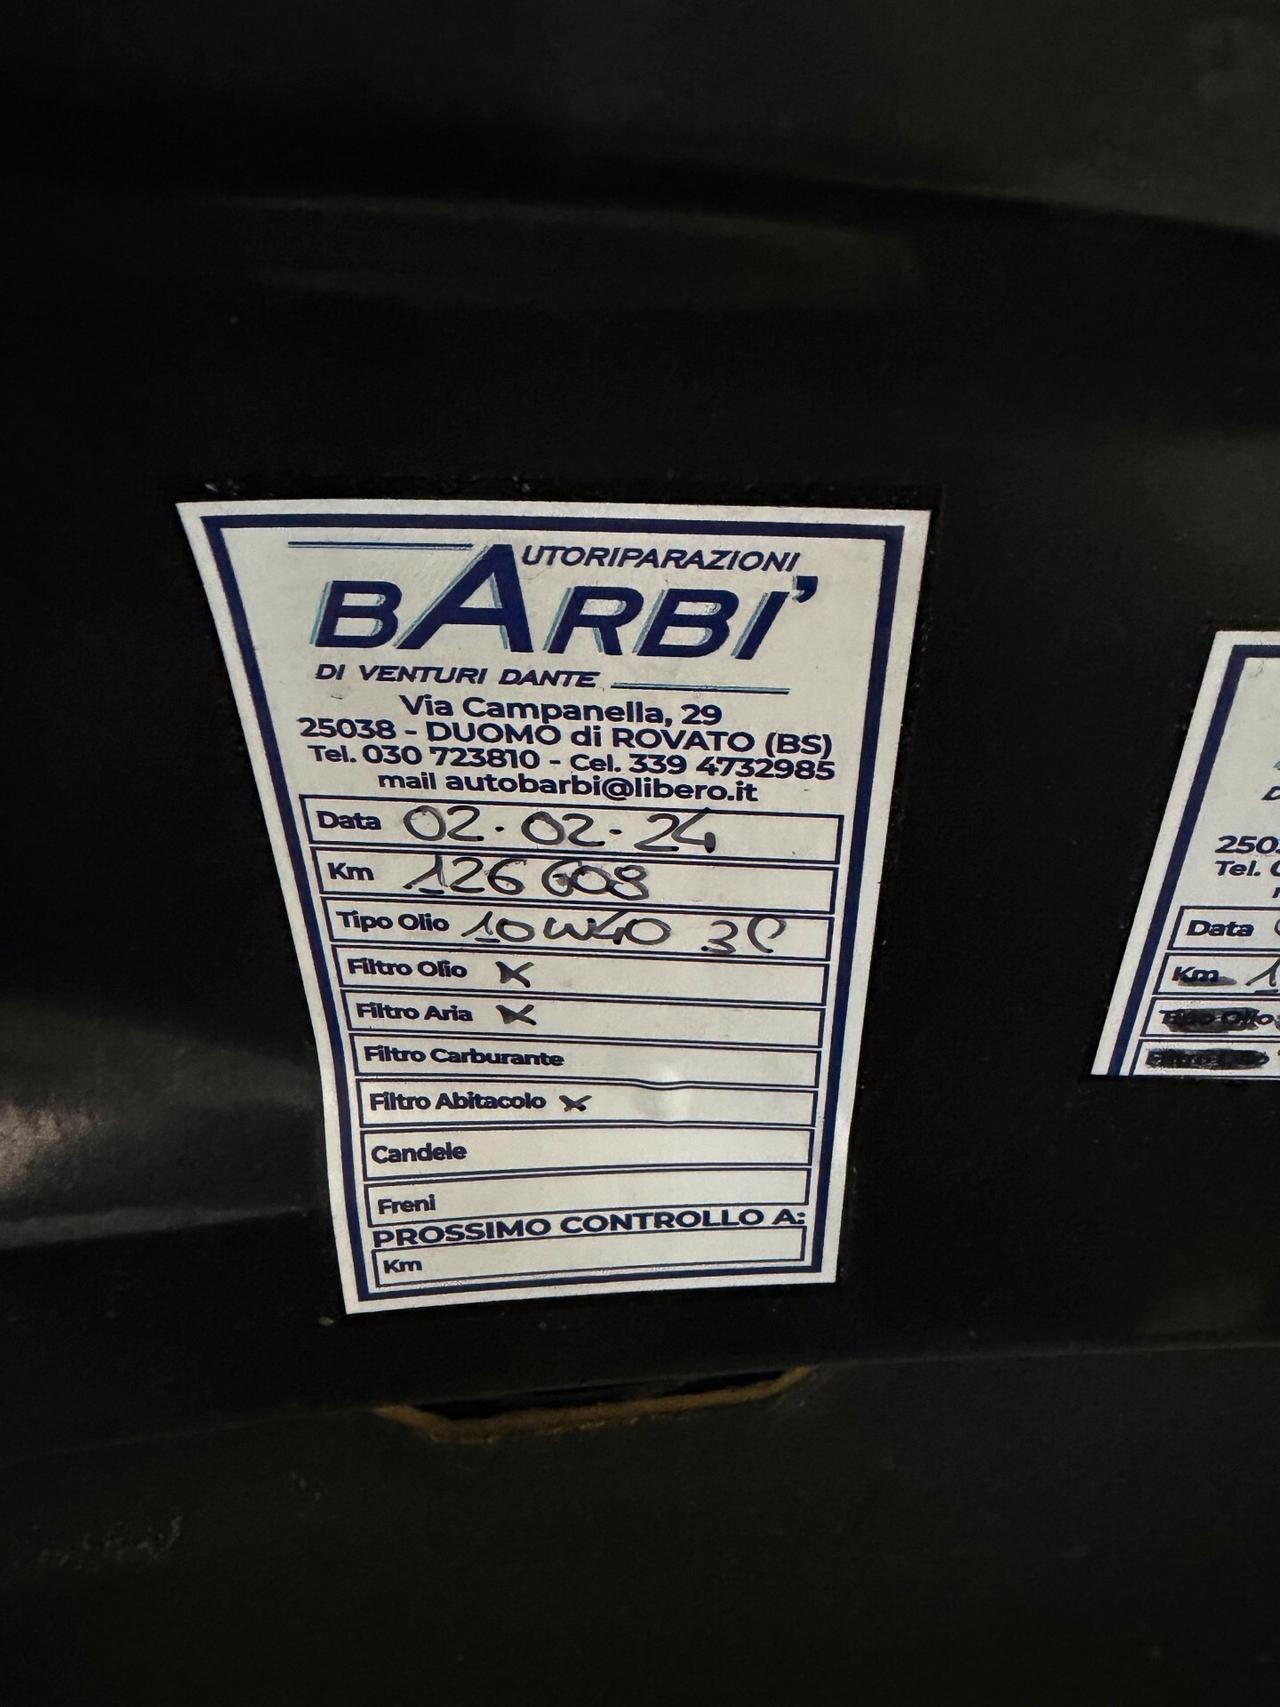 AUTORIPARAZIONI
BARBI'
DI VENTURI DANTE
Via Campanella, 29
25038 - DUOMO di ROVATO (BS)
Tel. 030 723810 - Cel. 339 4732985
mail autobarbi@libero.it
Data 02.02.24
Km 126608
Tipo Olio 10W40
Filtro Olio X
Filtro Aria X
Filtro Carburante
Filtro Abitacolo X
Candele
Freni
PROSSIMO CONTROLLO A:
Km
Tel.
Data
Km